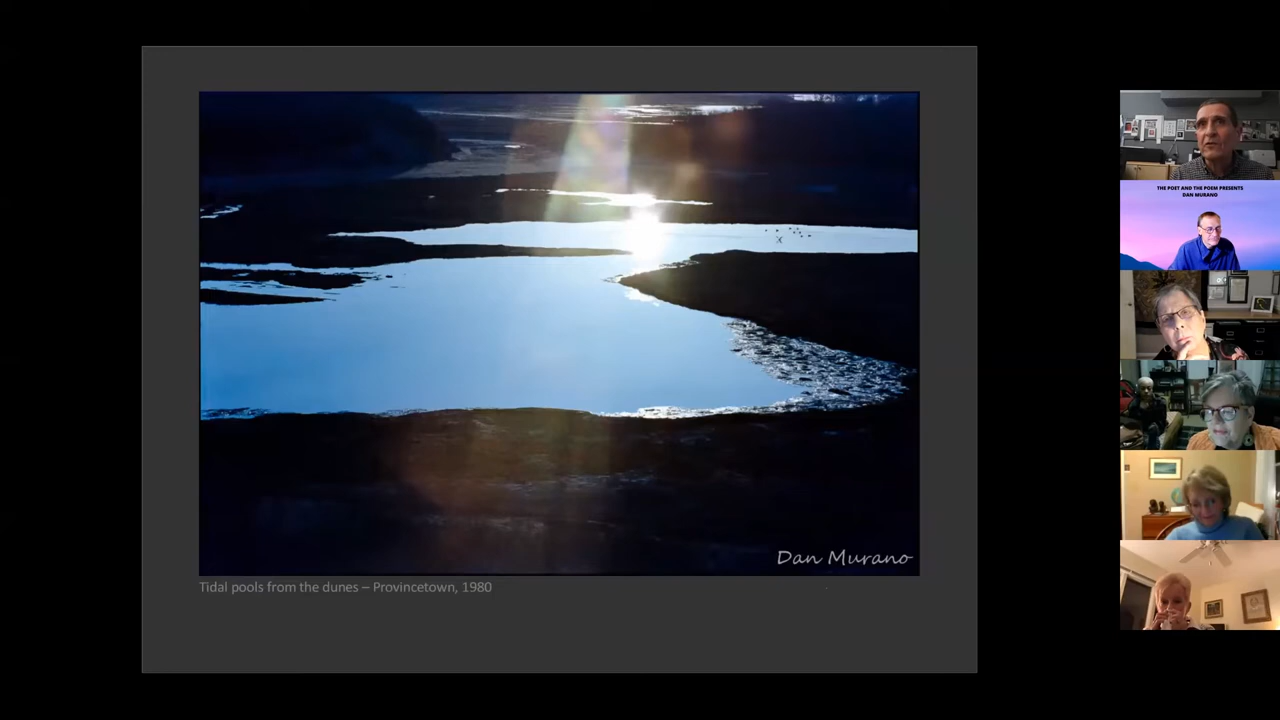 THE POET AND THE POEM PRESENTS
DAN MURANO
Dan Murano
Tidal pools from the dunes – Provincetown, 1980